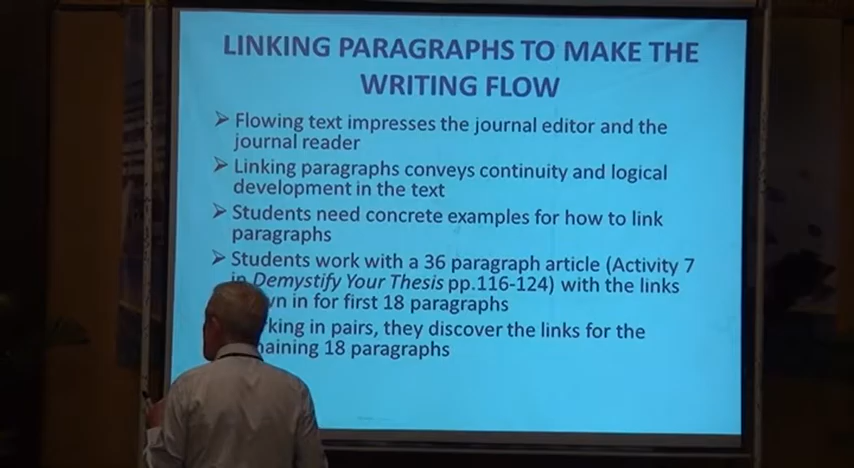 LINKING PARAGRAPHS TO MAKE THE
WRITING FLOW
➢ Flowing text impresses the journal editor and the
journal reader
➢ Linking paragraphs conveys continuity and logical
development in the text
➢ Students need concrete examples for how to link
paragraphs
➢ Students work with a 36 paragraph article (Activity 7
in Demystify Your Thesis pp.116-124) with the links
in for first 18 paragraphs
in pairs, they discover the links for the
18 paragraphs